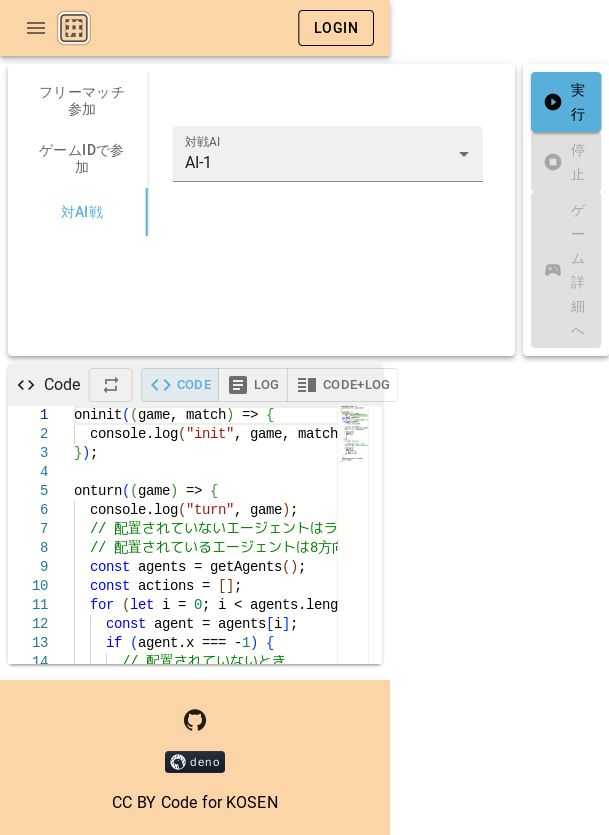 LOGIN
フリーマッチ
参加
ゲームIDで参
加
対AI戦
対戦AI
AI-1
実
行
停
止
ゲ
ー
ム
詳
細
へ
Code
CODE
LOG
CODE+LOG
1 oninit((game, match) => {
2 console.log("init", game, match
3 });
4
5 onturn((game) => {
6 console.log("turn", game);
7 // 配置されていないエージェントはラ
8 // 配置されているエージェントは8方向
9 const agents = getAgents();
10 const actions = [];
11 for (let i = 0; i < agents.leng
12 const agent = agents[i];
13 if (agent.x === -1) {
14 // 配置されていないとき
deno
CC BY Code for KOSEN